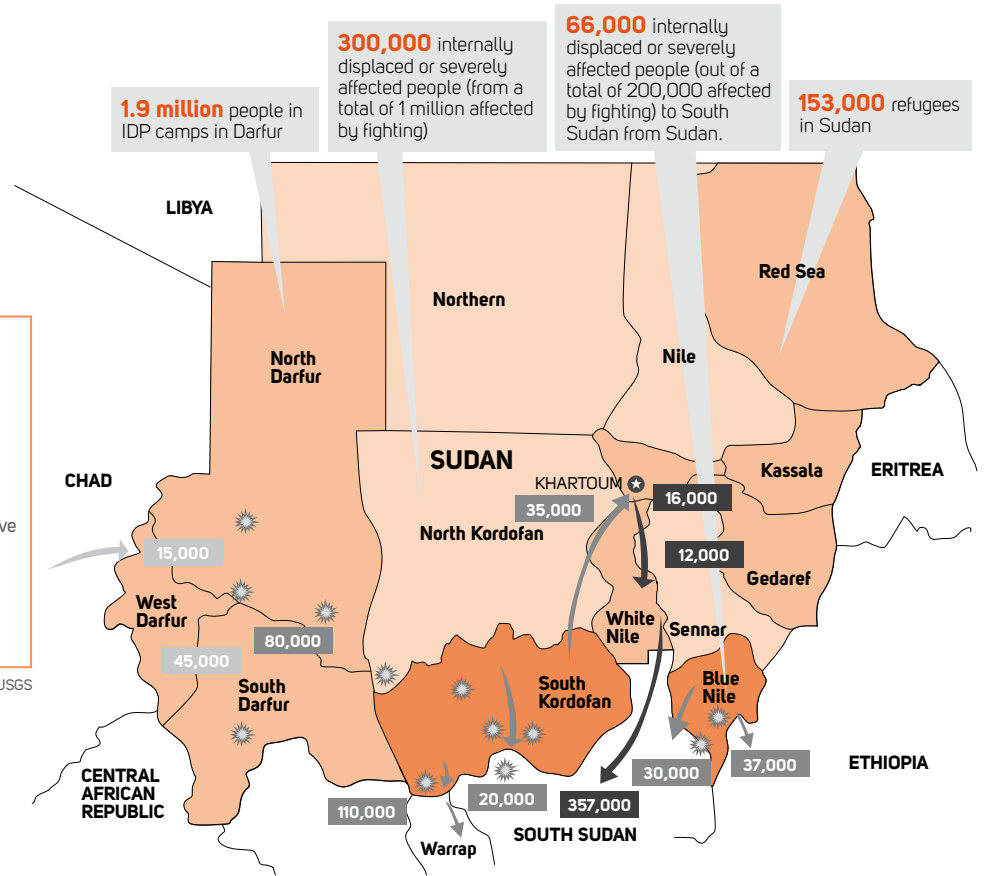 1.9 million people in
IDP camps in Darfur
300,000 internally
displaced or severely
affected people (from a
total of 1 million affected
by fighting)
66,000 internally
displaced or severely
affected people (out of a
total of 200,000 affected
by fighting) to South
Sudan from Sudan.
153,000 refugees
in Sudan
LIBYA
Northern
Red Sea
North
Darfur
Nile
SUDAN
CHAD
KHARTOUM
16,000
Kassala
ERITREA
35,000
ve
North Kordofan
15,000
12,000
Gedaref
West
Darfur
White
Nile
Sennar
80,000
45,000
USGS
South
Darfur
South
Kordofan
Blue
Nile
CENTRAL
AFRICAN
REPUBLIC
30,000
37,000
ETHIOPIA
110,000
20,000
357,000
SOUTH SUDAN
Warrap